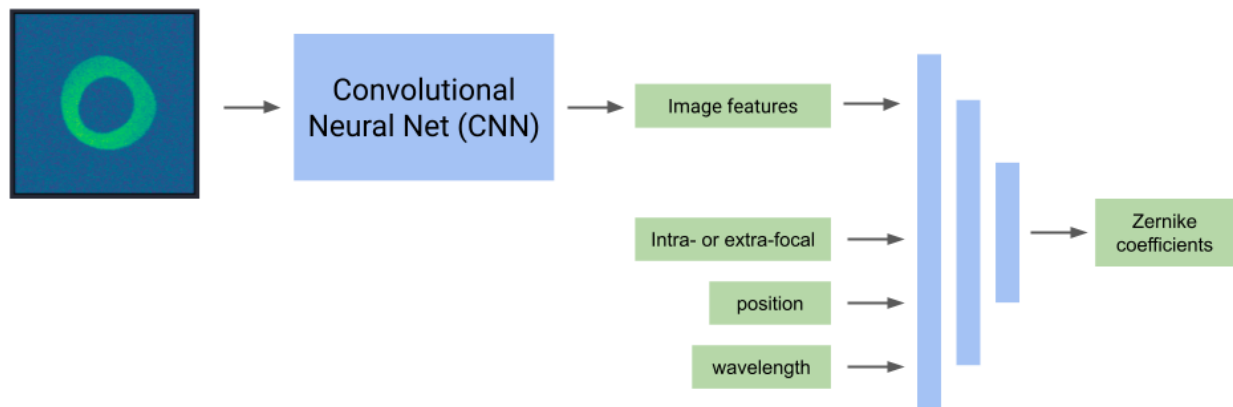 Convolutional
Neural Net (CNN)
Image features
Intra- or extra-focal
position
wavelength
Zernike
coefficients